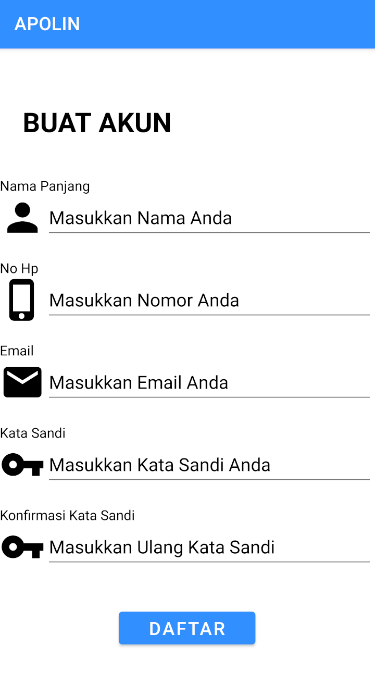 APOLIN
BUAT AKUN
Nama Panjang
Masukkan Nama Anda
No Hp
Masukkan Nomor Anda
Email
Masukkan Email Anda
Kata Sandi
Masukkan Kata Sandi Anda
Konfirmasi Kata Sandi
Masukkan Ulang Kata Sandi
DAFTAR